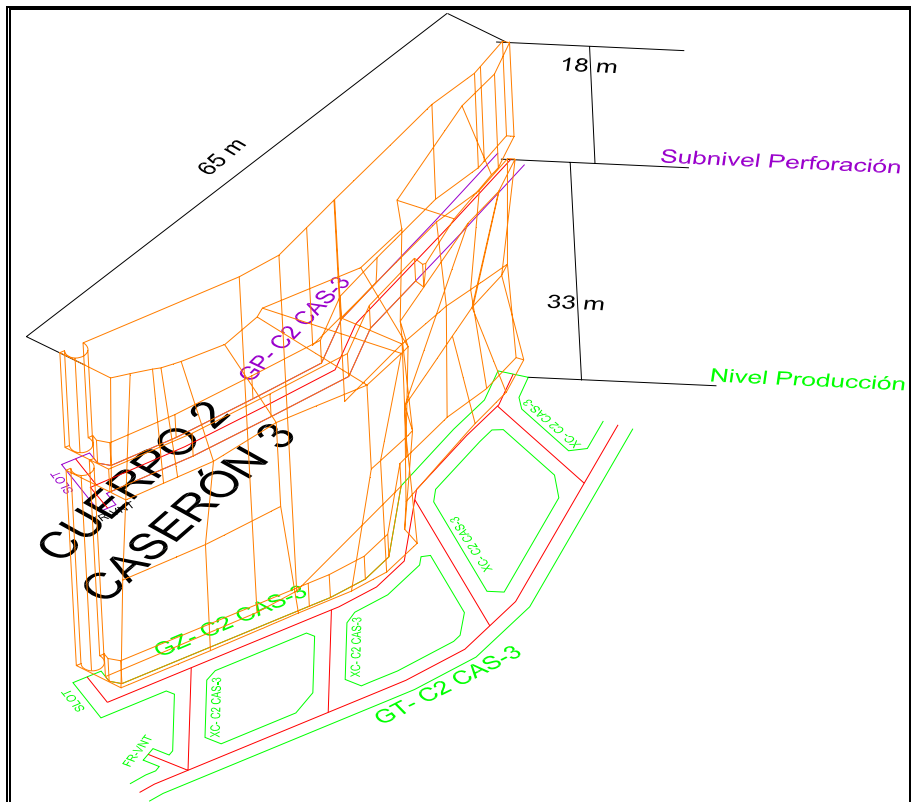 18 m
65 m
Subnivel Perforación
GP- C2 CAS-3
33 m
Nivel Producción
CUERPO 2
CASERÓN 3
SLOT
XC- C2 CAS-3
XC- C2 CAS-3
GZ- C2 CAS-3
XC- C2 CAS-3
XC- C2 CAS-3
GT- C2 CAS-3
SLOT
FR-VNT